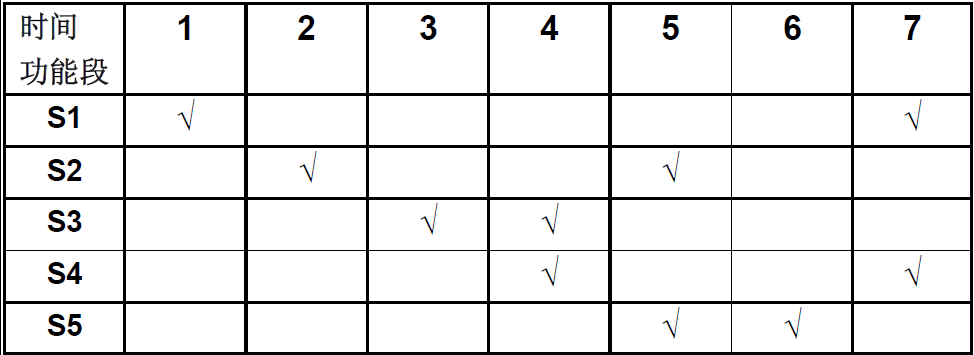 时间 1 2 3 4 5 6 7
功能段
S1 √ √
S2 √ √
S3 √ √
S4 √ √
S5 √ √